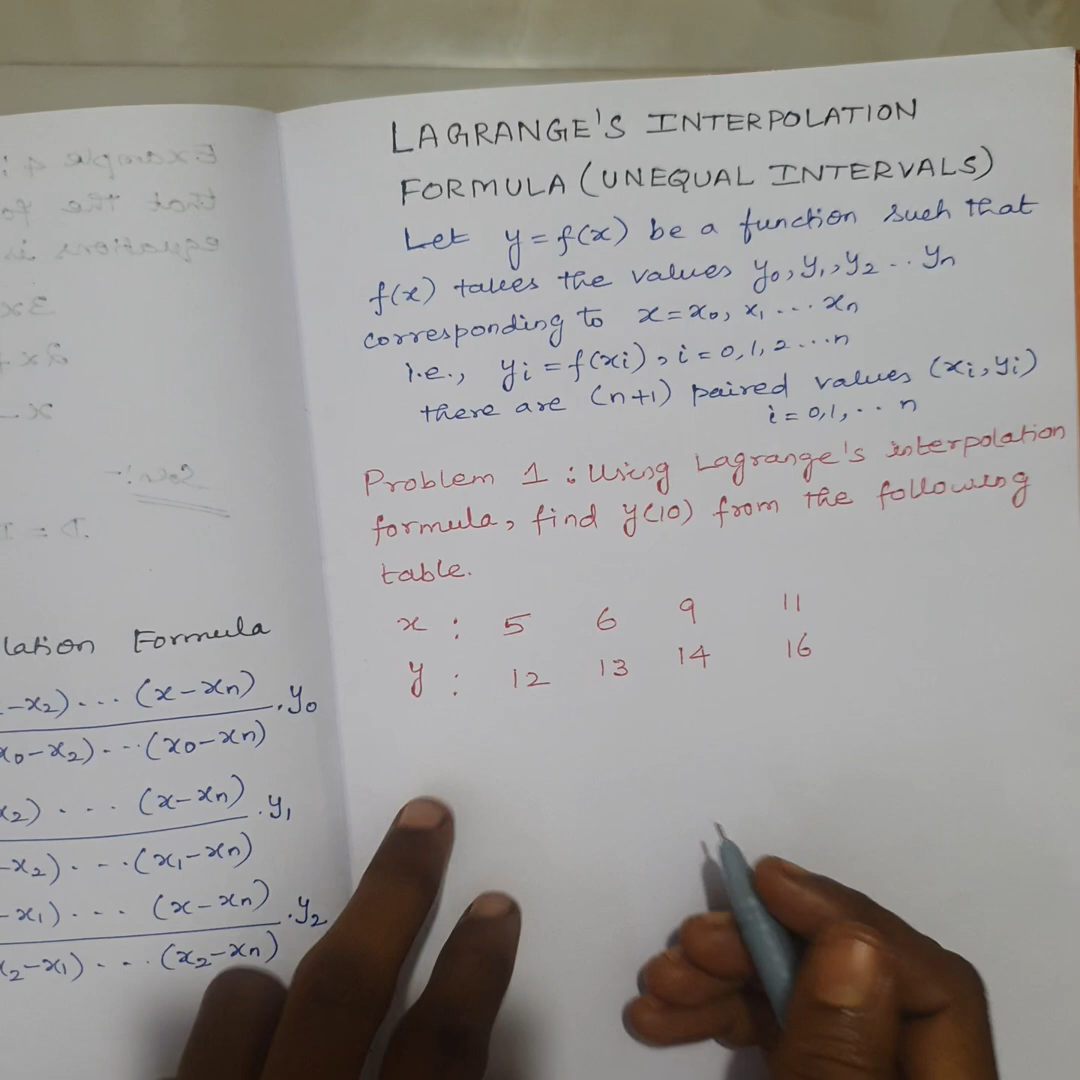 LAGRANGE'S INTERPOLATION
FORMULA (UNEQUAL INTERVALS)
Let y = f(x) be a function such that
f(x) takes the values y₀, y₁, y₂ .. yₙ
corresponding to x = x₀, x₁ ... xₙ
i.e., yᵢ = f(xᵢ), i = 0, 1, 2 ... n
there are (n+1) paired values (xᵢ, yᵢ)
i = 0, 1, .. n
Problem 1 : Using Lagrange's interpolation
formula, find y(10) from the following
table.
x : 5 6 9 11
y : 12 13 14 16
lation Formula
-x₂) ... (x-xₙ) .y₀
x₀-x₂) ... (x₀-xₙ)
x₂) ... (x-xₙ) .y₁
-x₂) ... (x₁-xₙ)
-x₁) ... (x-xₙ) .y₂
x₂-x₁) ... (x₂-xₙ)